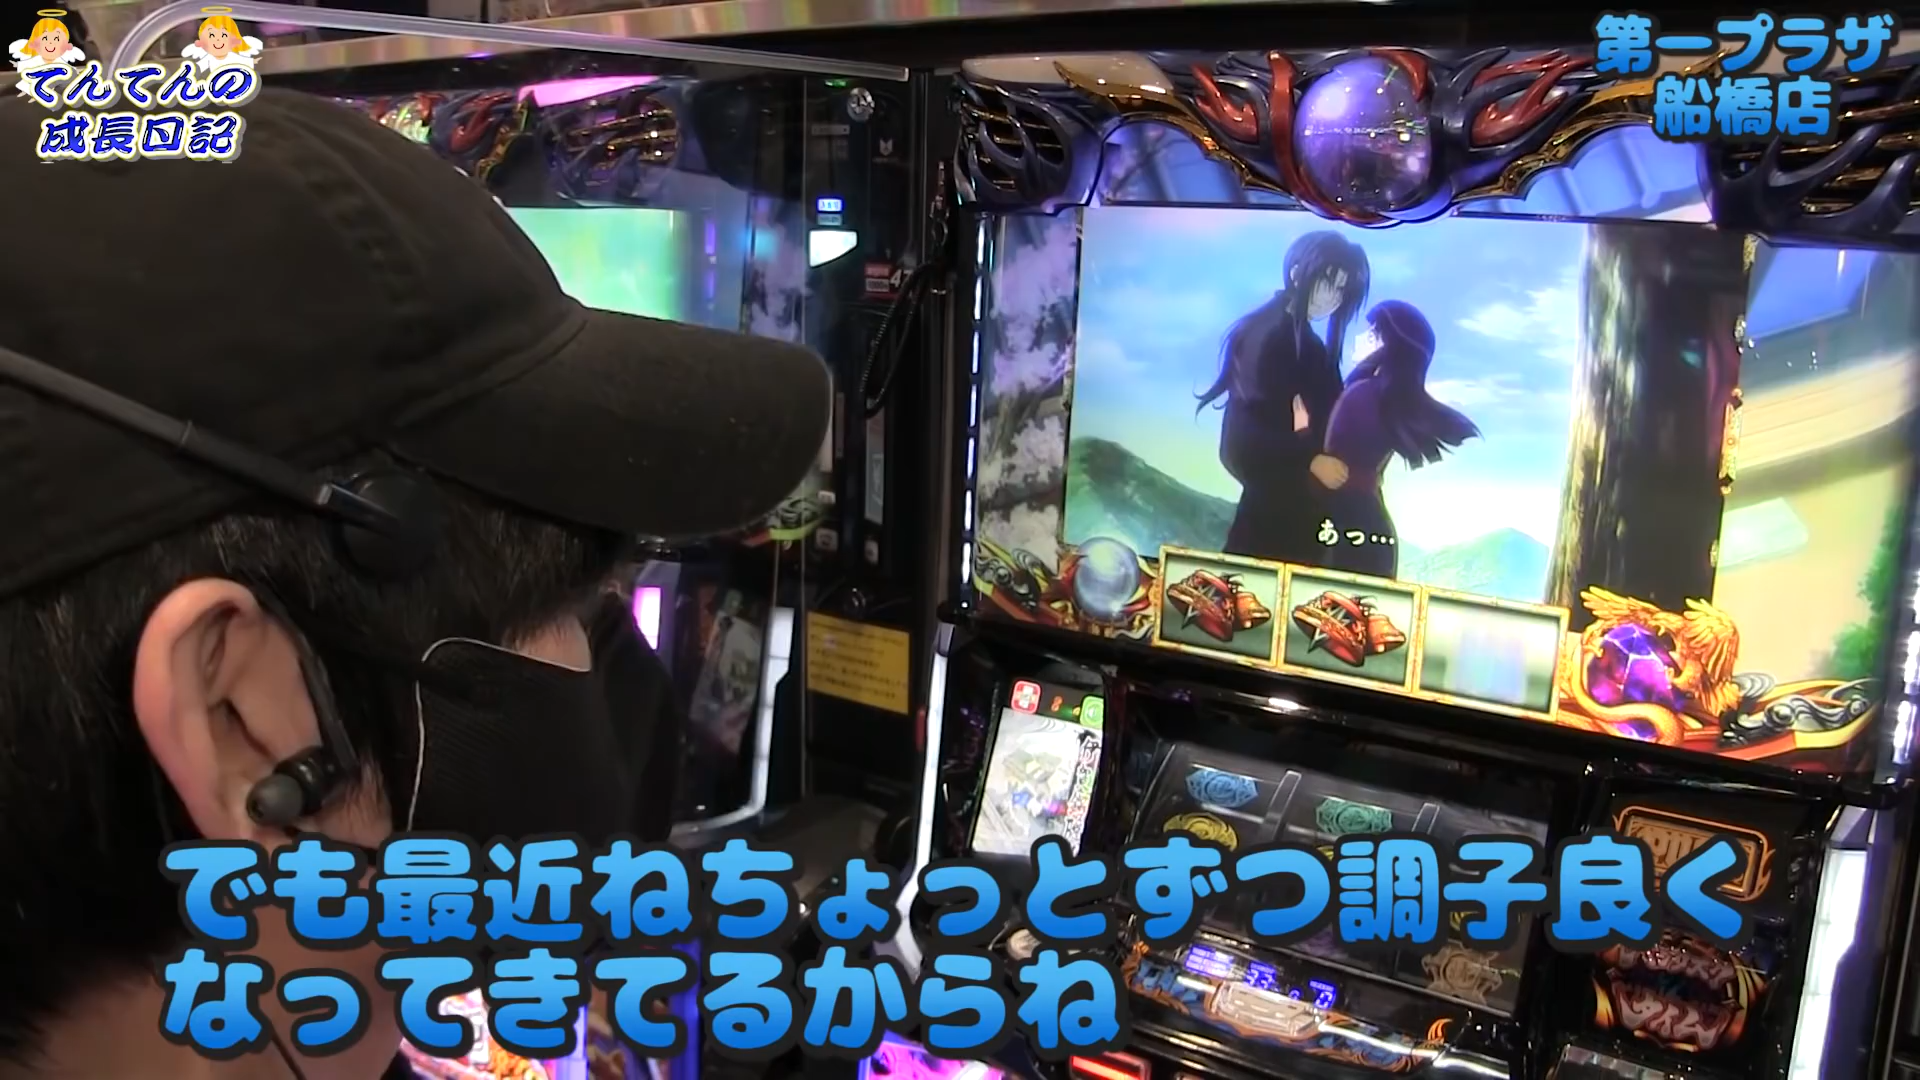 てんてんの
成長日記
第一プラザ
船橋店
あっ…
でも最近ねちょっとずつ調子良く
なってきてるからね